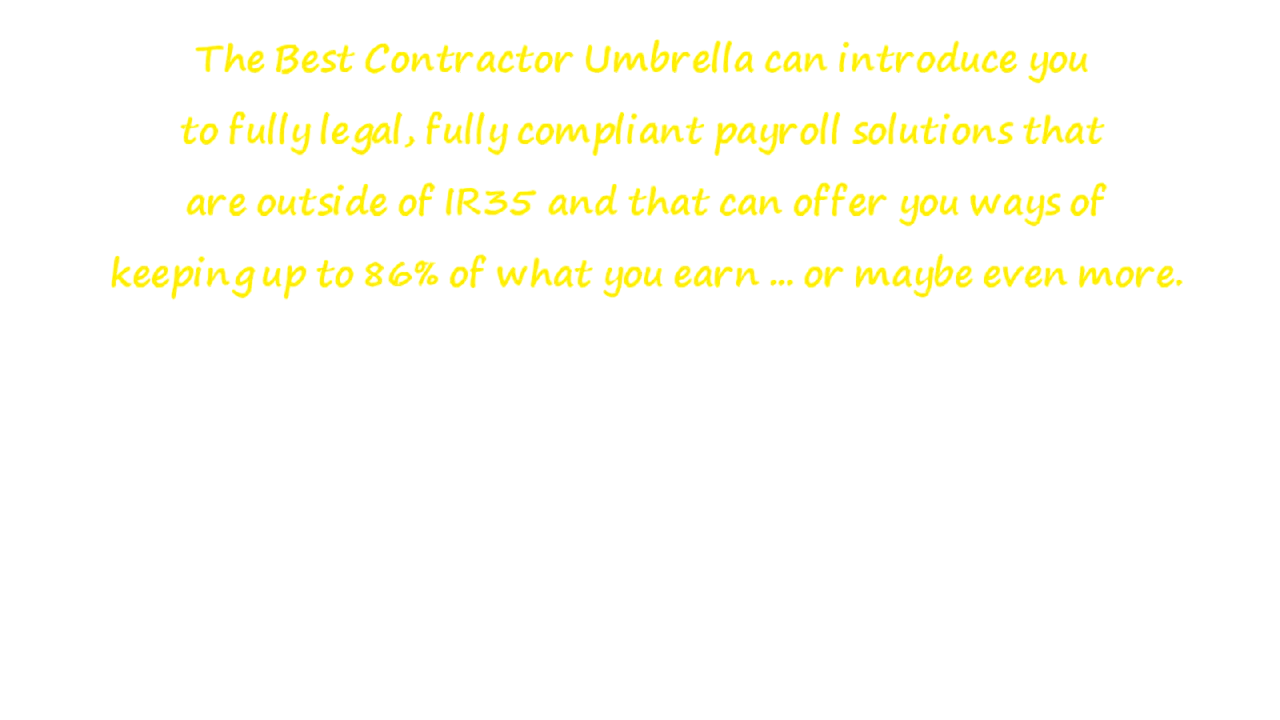 The Best Contractor Umbrella can introduce you
to fully legal, fully compliant payroll solutions that
are outside of IR35 and that can offer you ways of
keeping up to 86% of what you earn ... or maybe even more.